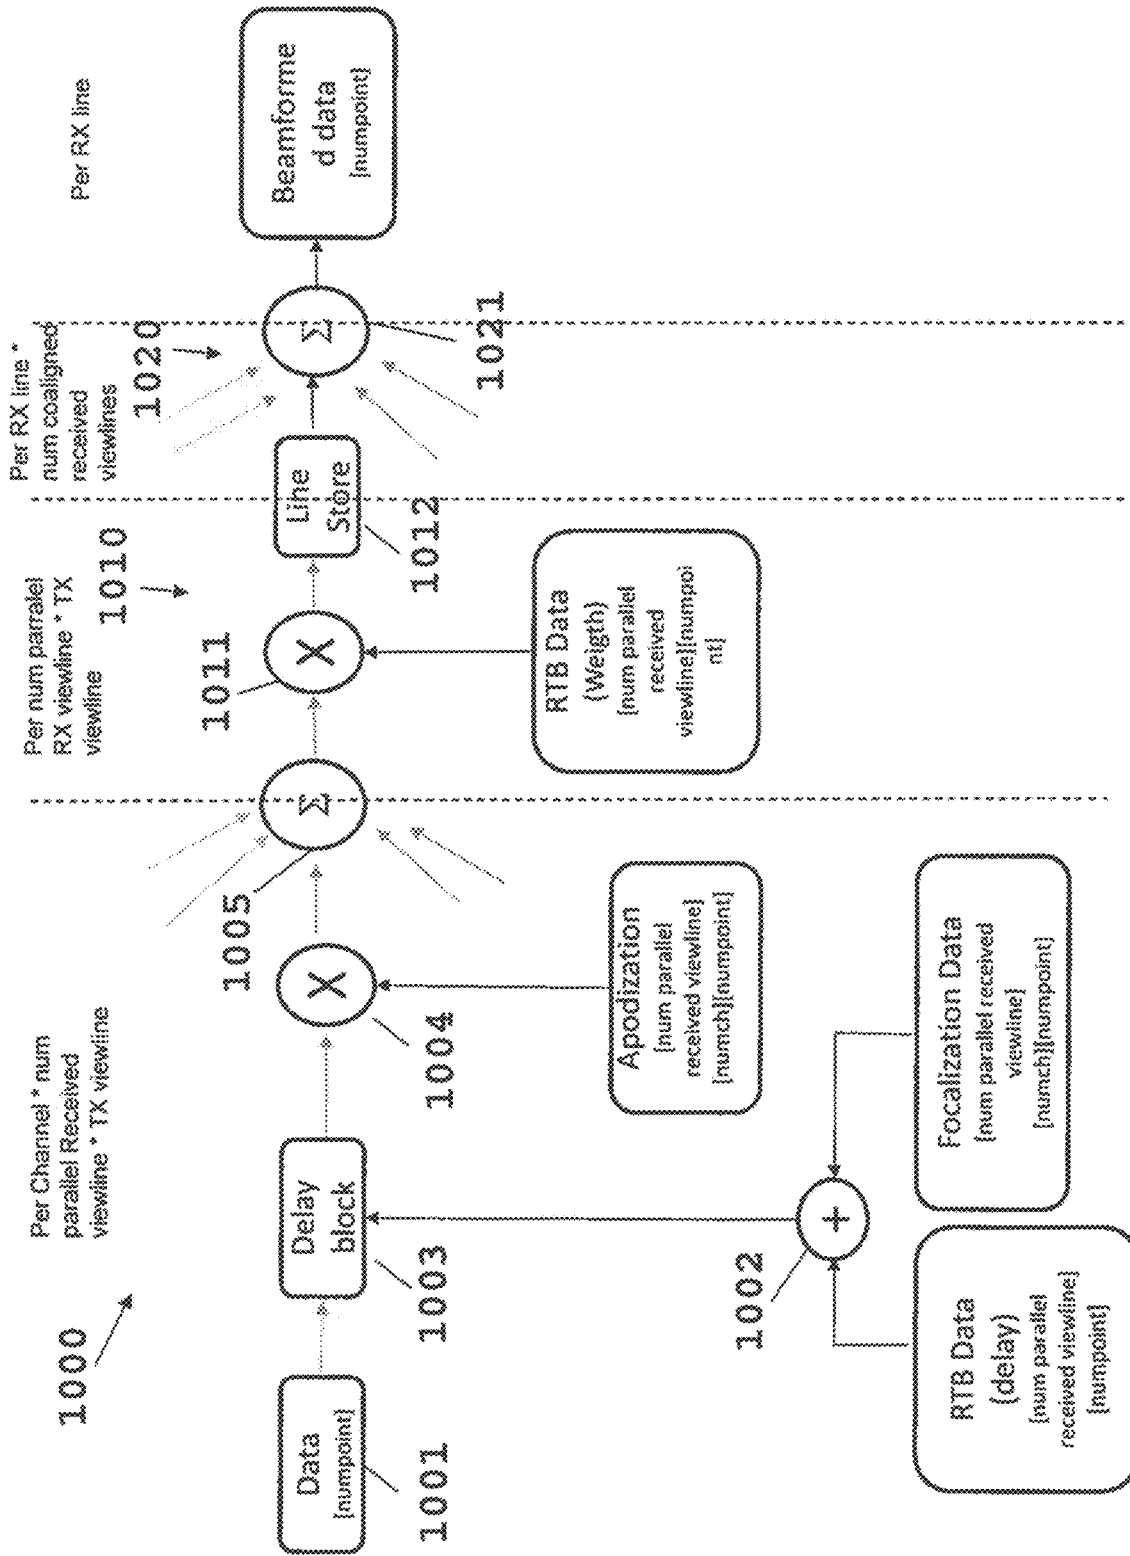 Per Channel * num
parallel Received
viewline * TX viewline
Per num parralel
RX viewline * TX
viewline
Per RX line *
num coaligned
received
viewlines
Per RX line
1000
1010
1020
Data
[numpoint]
1001
Delay
block
1003
X
1004
Σ
1005
X
1011
Line
Store
1012
Σ
1021
Beamforme
d data
[numpoint]
Apodization
[num parallel
received viewline]
[numch][numpoint]
RTB Data
(Weigth)
[num parallel
received
viewline][numpoi
nt]
+
1002
RTB Data
(delay)
[num parallel
received viewline]
[numpoint]
Focalization Data
[num parallel received
viewline]
[numch][numpoint]